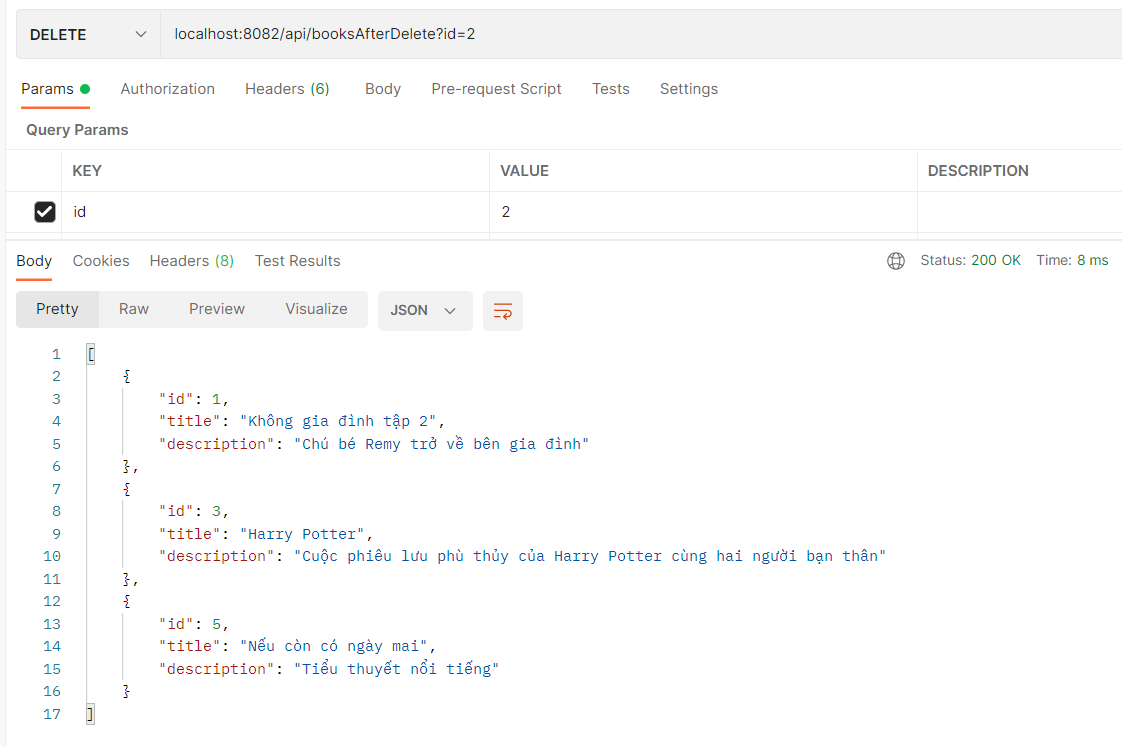 DELETE localhost:8082/api/booksAfterDelete?id=2
Params Authorization Headers (6) Body Pre-request Script Tests Settings
Query Params
KEY VALUE DESCRIPTION
id 2
Body Cookies Headers (8) Test Results Status: 200 OK Time: 8 ms
Pretty Raw Preview Visualize JSON
1 [
2 {
3 "id": 1,
4 "title": "Không gia đình tập 2",
5 "description": "Chú bé Remy trở về bên gia đình"
6 },
7 {
8 "id": 3,
9 "title": "Harry Potter",
10 "description": "Cuộc phiêu lưu phù thủy của Harry Potter cùng hai người bạn thân"
11 },
12 {
13 "id": 5,
14 "title": "Nếu còn có ngày mai",
15 "description": "Tiểu thuyết nổi tiếng"
16 }
17 ]